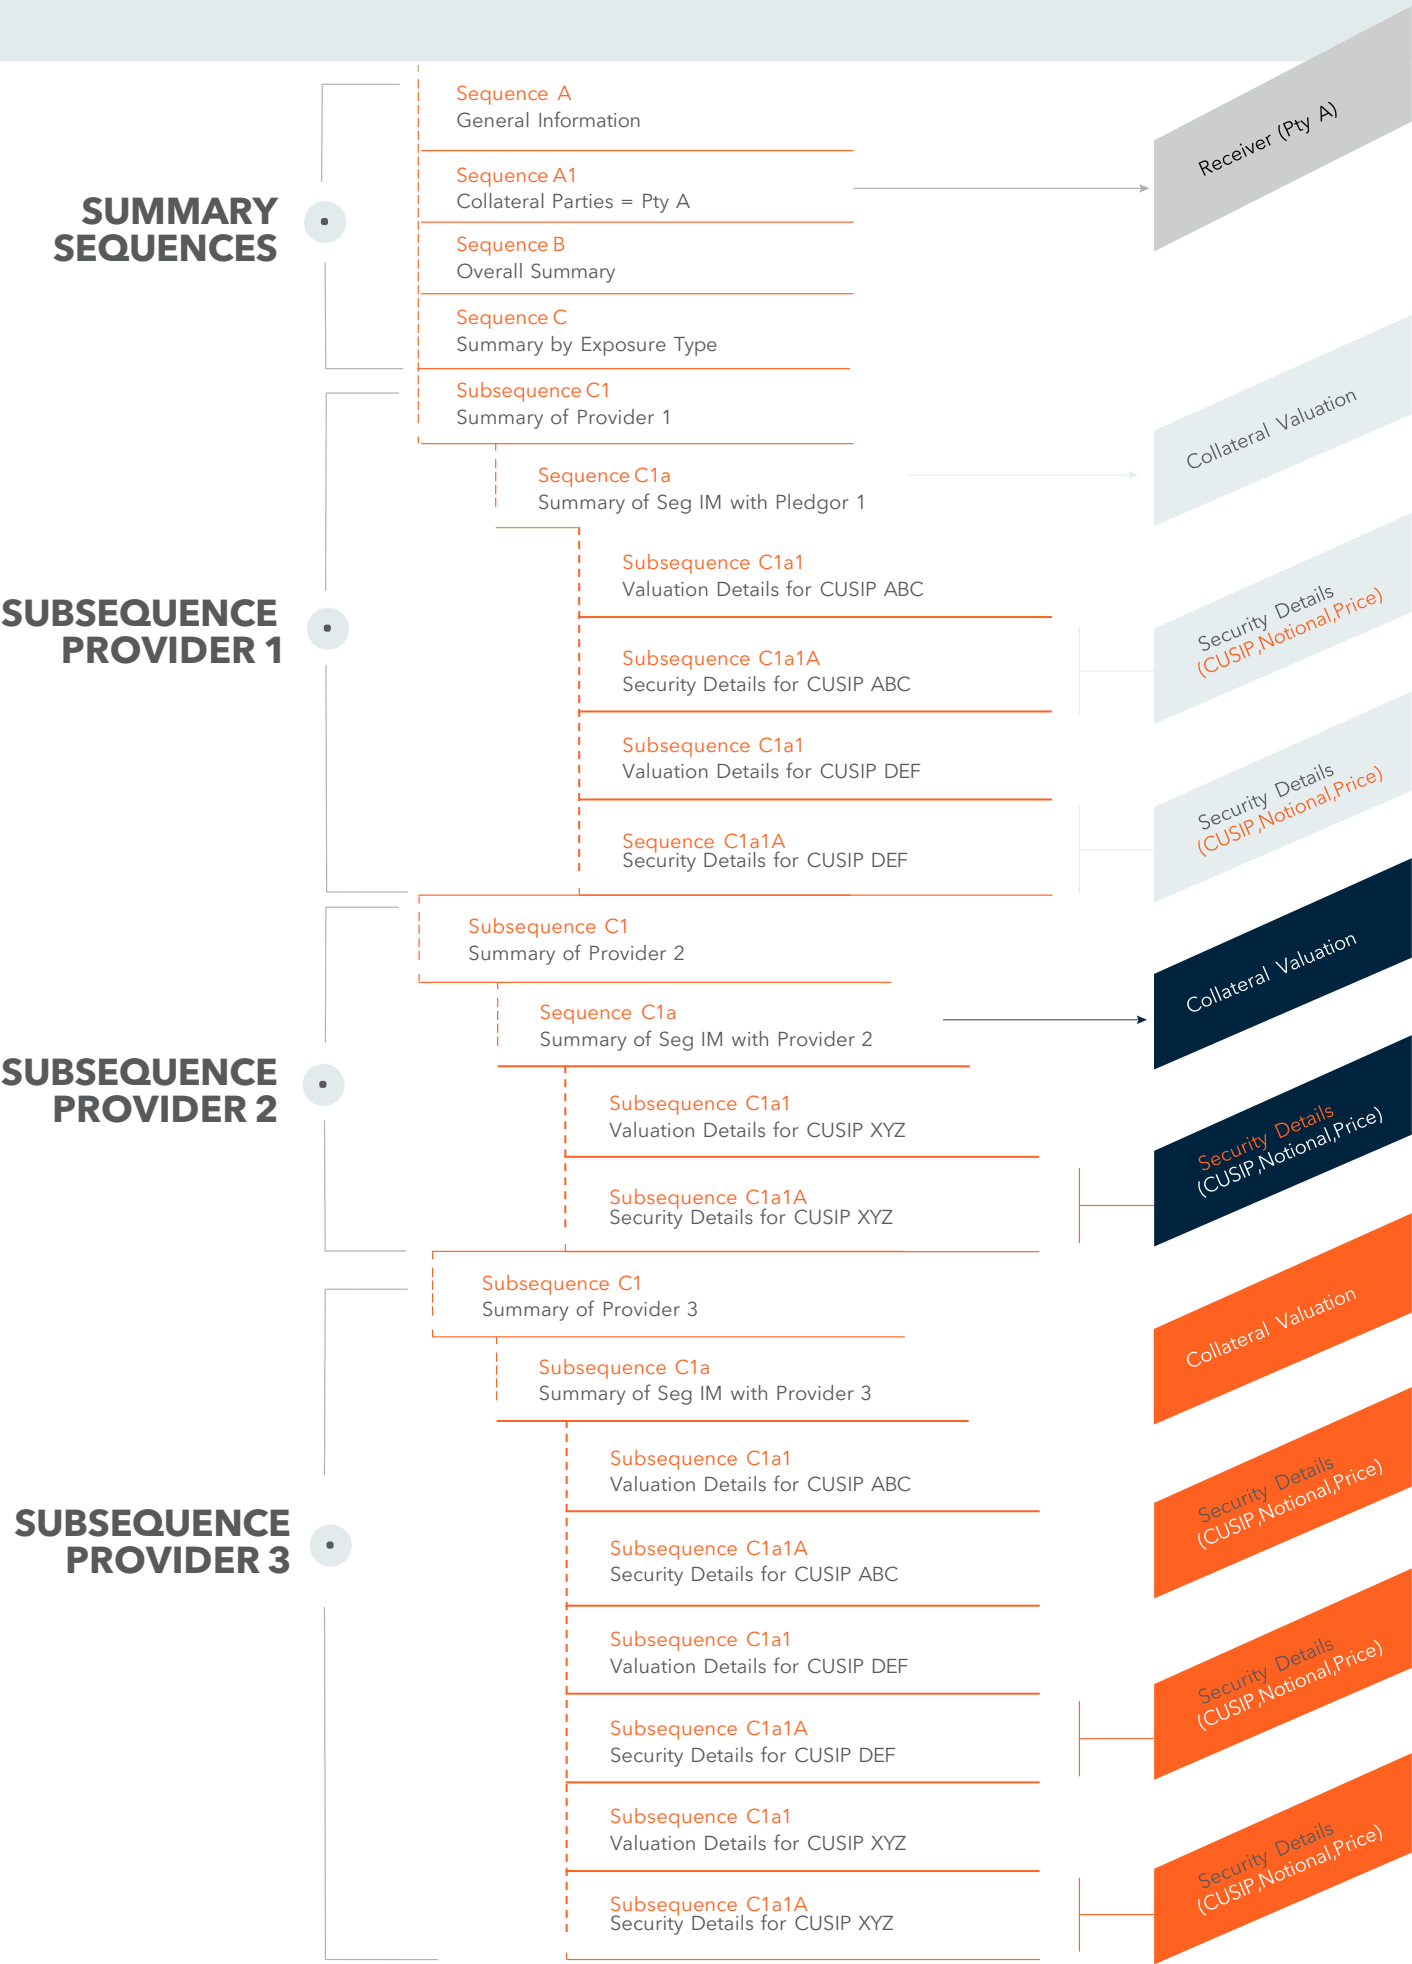 SUMMARY
SEQUENCES
Sequence A
General Information
Sequence A1
Collateral Parties = Pty A
Receiver (Pty A)
Sequence B
Overall Summary
Sequence C
Summary by Exposure Type
SUBSEQUENCE
PROVIDER 1
Subsequence C1
Summary of Provider 1
Sequence C1a
Summary of Seg IM with Pledgor 1
Collateral Valuation
Subsequence C1a1
Valuation Details for CUSIP ABC
Subsequence C1a1A
Security Details for CUSIP ABC
Security Details
(CUSIP,Notional,Price)
Subsequence C1a1
Valuation Details for CUSIP DEF
Sequence C1a1A
Security Details for CUSIP DEF
Security Details
(CUSIP,Notional,Price)
SUBSEQUENCE
PROVIDER 2
Subsequence C1
Summary of Provider 2
Sequence C1a
Summary of Seg IM with Provider 2
Collateral Valuation
Subsequence C1a1
Valuation Details for CUSIP XYZ
Subsequence C1a1A
Security Details for CUSIP XYZ
Security Details
(CUSIP,Notional,Price)
SUBSEQUENCE
PROVIDER 3
Subsequence C1
Summary of Provider 3
Subsequence C1a
Summary of Seg IM with Provider 3
Collateral Valuation
Subsequence C1a1
Valuation Details for CUSIP ABC
Subsequence C1a1A
Security Details for CUSIP ABC
Security Details
(CUSIP,Notional,Price)
Subsequence C1a1
Valuation Details for CUSIP DEF
Subsequence C1a1A
Security Details for CUSIP DEF
Security Details
(CUSIP,Notional,Price)
Subsequence C1a1
Valuation Details for CUSIP XYZ
Subsequence C1a1A
Security Details for CUSIP XYZ
Security Details
(CUSIP,Notional,Price)